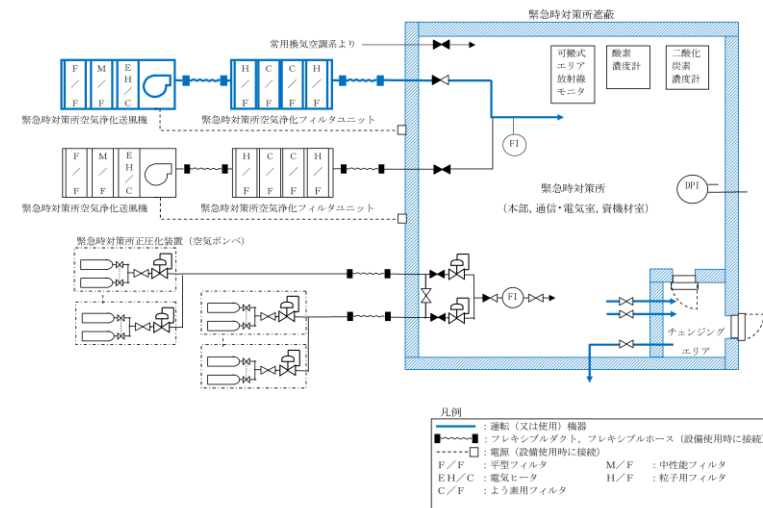 緊急時対策所遮蔽
常用換気空調系より
可搬式
エリア
放射線
モニタ
酸素
濃度計
二酸化
炭素
濃度計
F/F
M/F
EH/C
H/F
C/F
C/F
H/F
緊急時対策所空気浄化送風機
緊急時対策所空気浄化フィルタユニット
FI
F/F
M/F
EH/C
H/F
C/F
C/F
H/F
緊急時対策所空気浄化送風機
緊急時対策所空気浄化フィルタユニット
緊急時対策所
(本部,通信・電気室,資機材室)
DPI
緊急時対策所正圧化装置(空気ボンベ)
FI
チェンジング
エリア
凡例
:運転(又は使用)機器
:フレキシブルダクト,フレキシブルホース(設備使用時に接続)
:電源(設備使用時に接続)
F/F :平型フィルタ M/F :中性能フィルタ
EH/C :電気ヒータ H/F :粒子用フィルタ
C/F :よう素用フィルタ